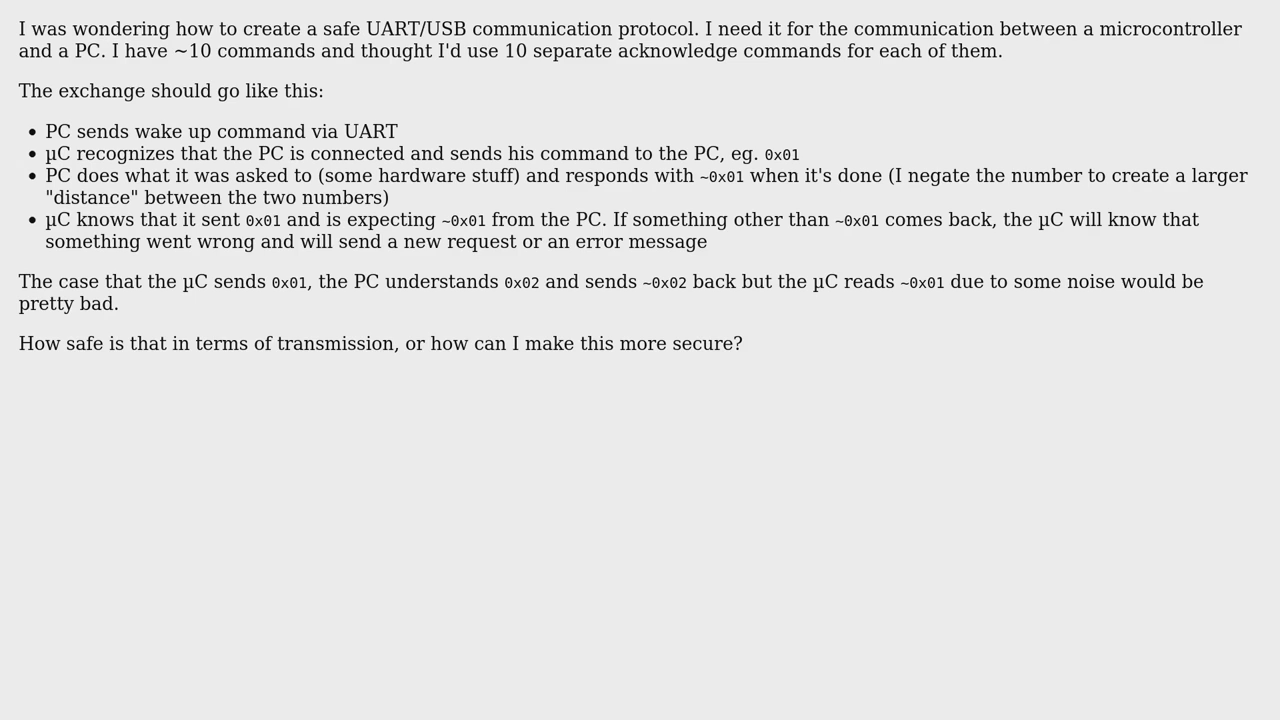 I was wondering how to create a safe UART/USB communication protocol. I need it for the communication between a microcontroller
and a PC. I have ~10 commands and thought I'd use 10 separate acknowledge commands for each of them.
The exchange should go like this:
• PC sends wake up command via UART
• µC recognizes that the PC is connected and sends his command to the PC, eg. 0x01
• PC does what it was asked to (some hardware stuff) and responds with ~0x01 when it's done (I negate the number to create a larger
"distance" between the two numbers)
• µC knows that it sent 0x01 and is expecting ~0x01 from the PC. If something other than ~0x01 comes back, the µC will know that
something went wrong and will send a new request or an error message
The case that the µC sends 0x01, the PC understands 0x02 and sends ~0x02 back but the µC reads ~0x01 due to some noise would be
pretty bad.
How safe is that in terms of transmission, or how can I make this more secure?